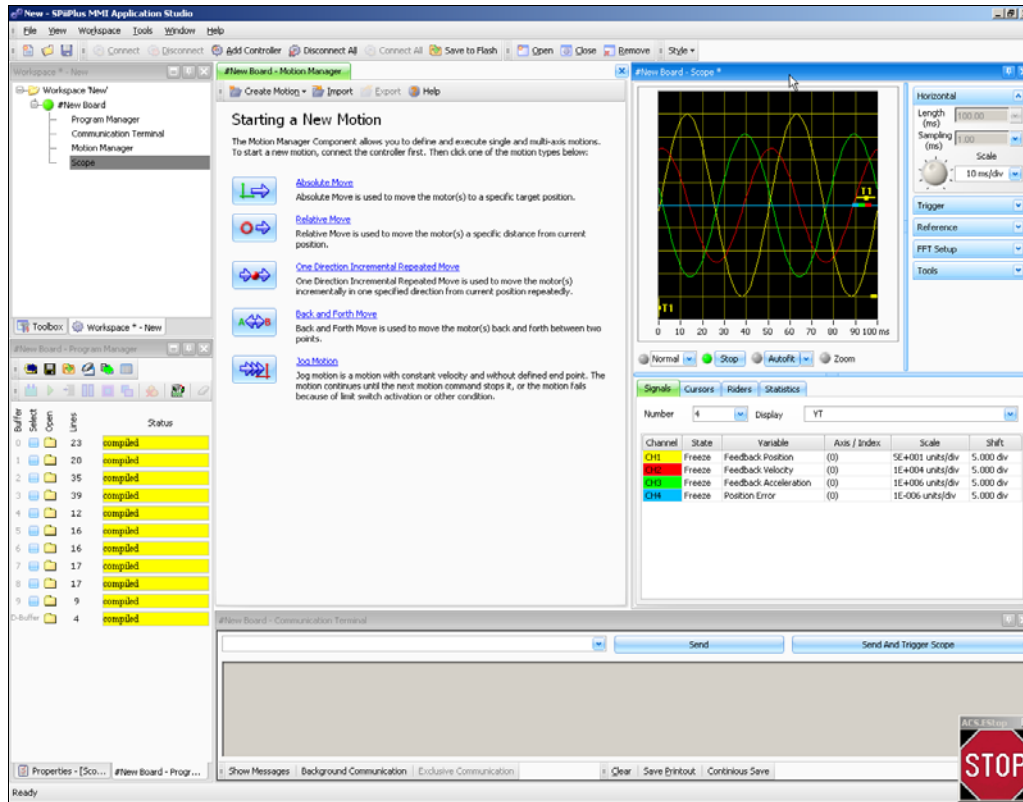 New - SPiiPlus MMI Application Studio
File View Workspace Tools Window Help
Connect Disconnect Add Controller Disconnect All Connect All Save to Flash Open Close Remove Style
Workspace * - New
Workspace 'New'
#New Board
Program Manager
Communication Terminal
Motion Manager
Scope
Toolbox Workspace * - New
#New Board - Program Manager
Buffer Select Open Lines Status
0 23 compiled
1 20 compiled
2 35 compiled
3 39 compiled
4 12 compiled
5 16 compiled
6 16 compiled
7 17 compiled
8 17 compiled
9 9 compiled
D-Buffer 4 compiled
Properties - [Sco... #New Board - Progr...
#New Board - Motion Manager
Create Motion Import Export Help
Starting a New Motion
The Motion Manager Component allows you to define and execute single and multi-axis motions.
To start a new motion, connect the controller first. Then click one of the motion types below:
Absolute Move
Absolute Move is used to move the motor(s) to a specific target position.
Relative Move
Relative Move is used to move the motor(s) a specific distance from current
position.
One Direction Incremental Repeated Move
One Direction Incremental Repeated Move is used to move the motor(s)
incrementally in one specified direction from current position repeatedly.
A B
Back and Forth Move
Back and Forth Move is used to move the motor(s) back and forth between two
points.
Jog Motion
Jog motion is a motion with constant velocity and without defined end point. The
motion continues until the next motion command stops it, or the motion fails
because of limit switch activation or other condition.
#New Board - Scope *
T1
T1
0 10 20 30 40 50 60 70 80 90 100 ms
Normal Stop Autofit Zoom
Horizontal
Length
(ms)
100.00
Sampling
(ms)
1.00
Scale
10 ms/div
Trigger
Reference
FFT Setup
Tools
Signals Cursors Riders Statistics
Number 4 Display YT
Channel State Variable Axis / Index Scale Shift
CH1 Freeze Feedback Position (0) 5E+001 units/div 5.000 div
CH2 Freeze Feedback Velocity (0) 1E+004 units/div 5.000 div
CH3 Freeze Feedback Acceleration (0) 1E+006 units/div 5.000 div
CH4 Freeze Position Error (0) 1E-006 units/div 5.000 div
#New Board - Communication Terminal
Send Send And Trigger Scope
Show Messages Background Communication Exclusive Communication Clear Save Printout Continious Save
ACS.EStop
STOP
Ready